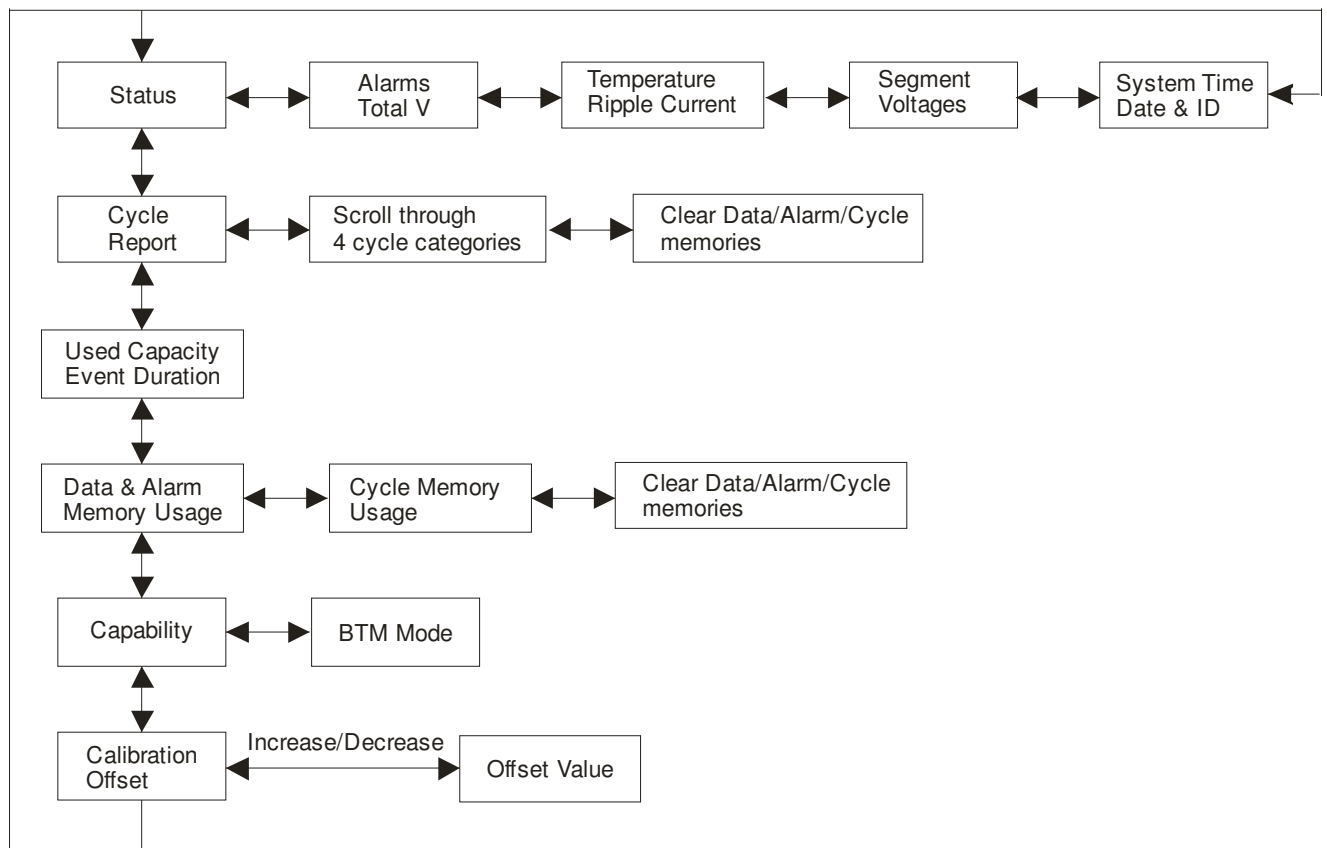 Status
Alarms
Total V
Temperature
Ripple Current
Segment
Voltages
System Time
Date & ID
Cycle
Report
Scroll through
4 cycle categories
Clear Data/Alarm/Cycle
memories
Used Capacity
Event Duration
Data & Alarm
Memory Usage
Cycle Memory
Usage
Clear Data/Alarm/Cycle
memories
Capability
BTM Mode
Calibration
Offset
Increase/Decrease
Offset Value